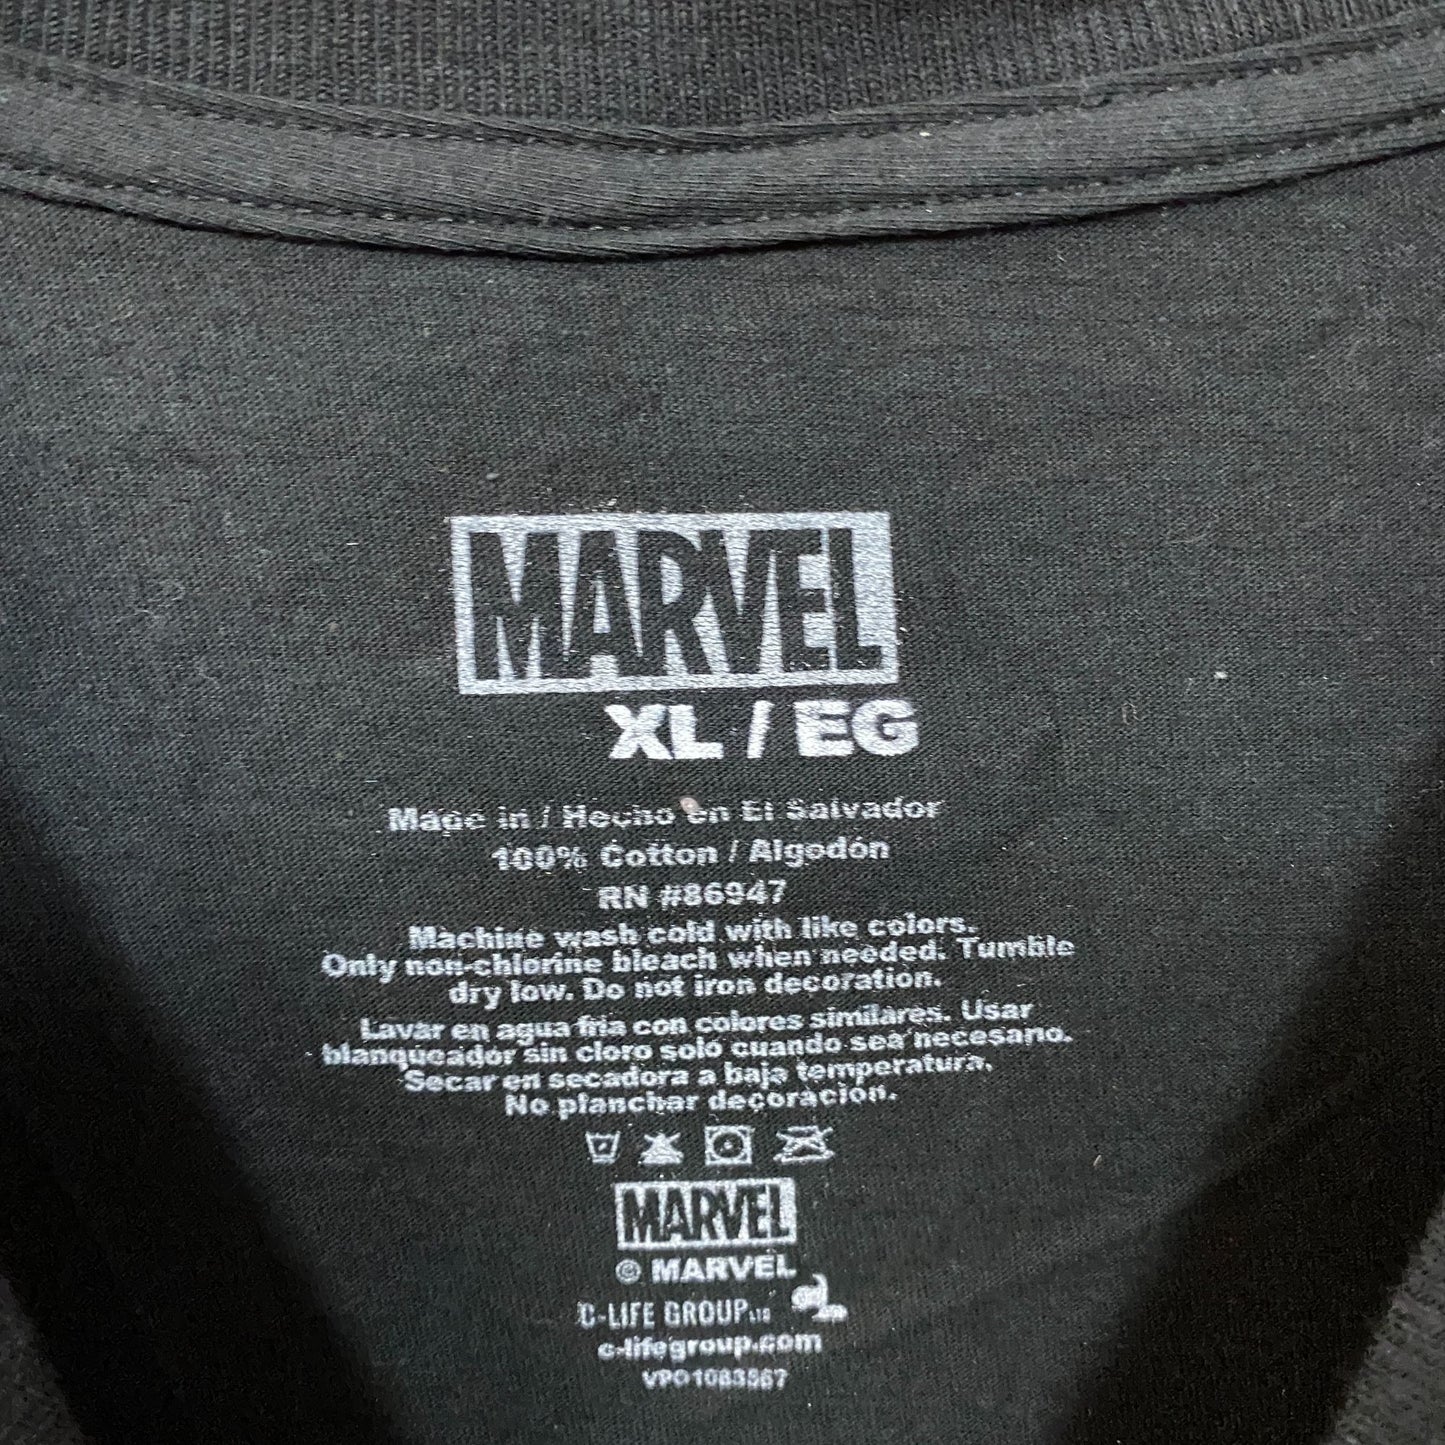 MARVEL
XL / EG
Made in / Hecho en El Salvador
100% Cotton / Algodón
RN #86947
Machine wash cold with like colors.
Only non-chlorine bleach when needed. Tumble
dry low. Do not iron decoration.
Lavar en agua fria con colores similares. Usar
blanqueador sin cloro solo cuando sea necesario.
Secar en secadora a baja temperatura.
No planchar decoracion.
MARVEL
© MARVEL
C-LIFE GROUP LTD
c-lifegroup.com
VPO1083567